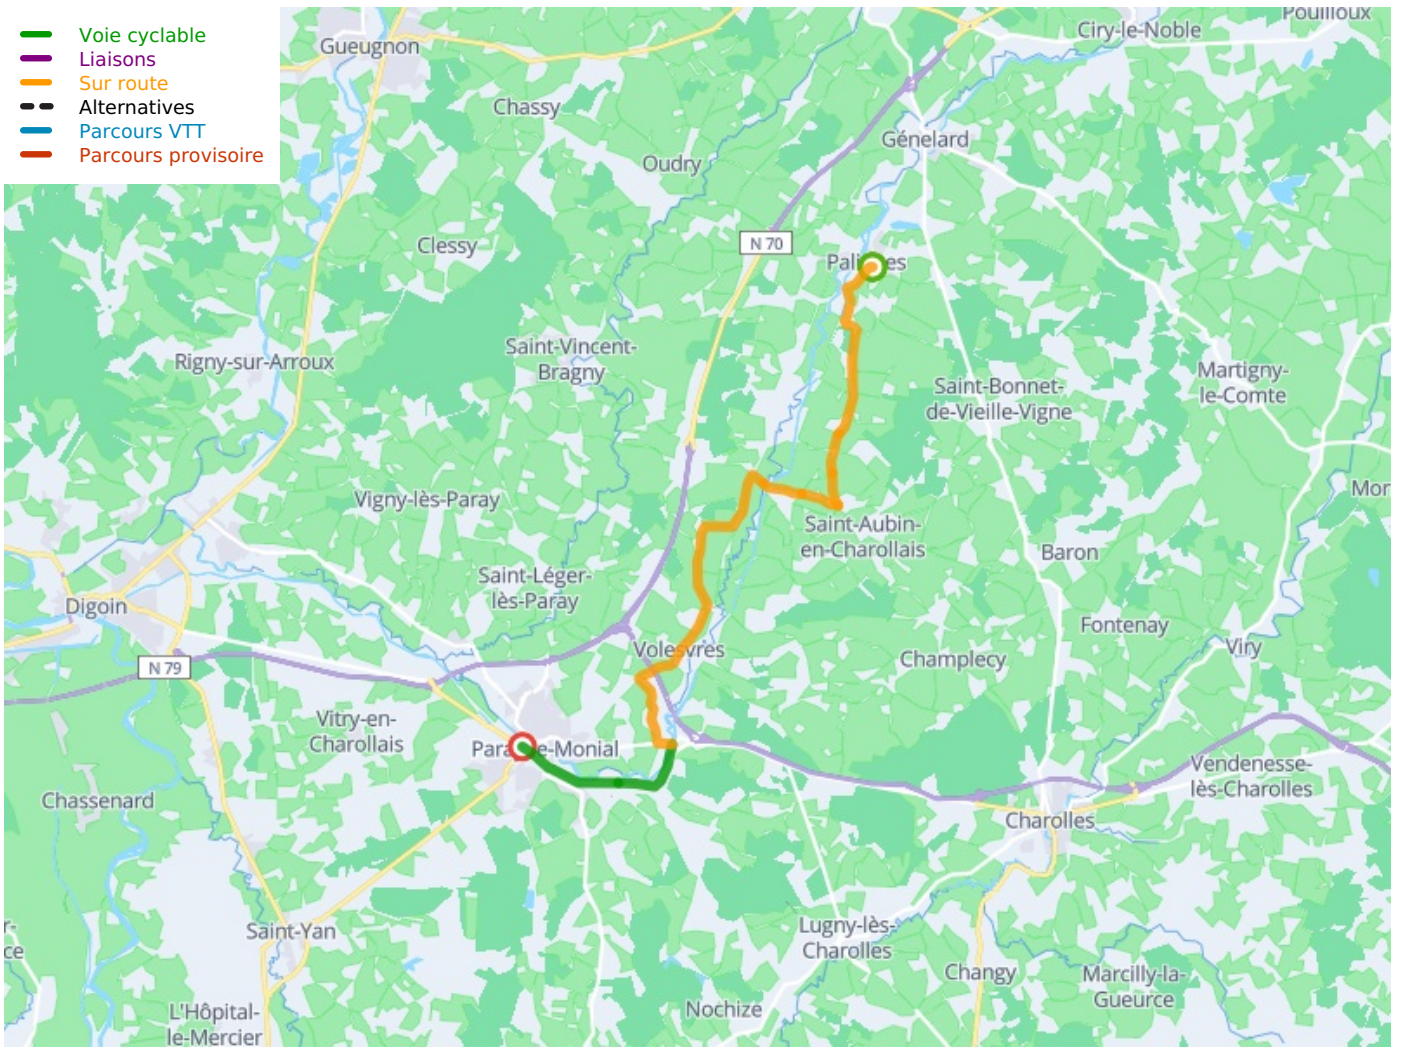 Voie cyclable
Liaisons
Sur route
Alternatives
Parcours VTT
Parcours provisoire
Pouilloux
Ciry-le-Noble
Gueugnon
Chassy
Génelard
Oudry
N 70
Clessy
Saint-Vincent-
Bragny
Rigny-sur-Arroux
Martigny-
le-Comte
Saint-Bonnet-
de-Vieille-Vigne
Mor
Vigny-lès-Paray
Saint-Aubin-
en-Charollais
Baron
Saint-Léger-
lès-Paray
Digoin
Fontenay
Volesvres
Viry
Champlecy
N 79
Vitry-en-
Charollais
Vendenesse-
lès-Charolles
Chassenard
Charolles
Saint-Yan
r-
ce
Lugny-lès-
Charolles
Changy
Marcilly-la-
Gueurce
Nochize
L'Hôpital-
le-Mercier